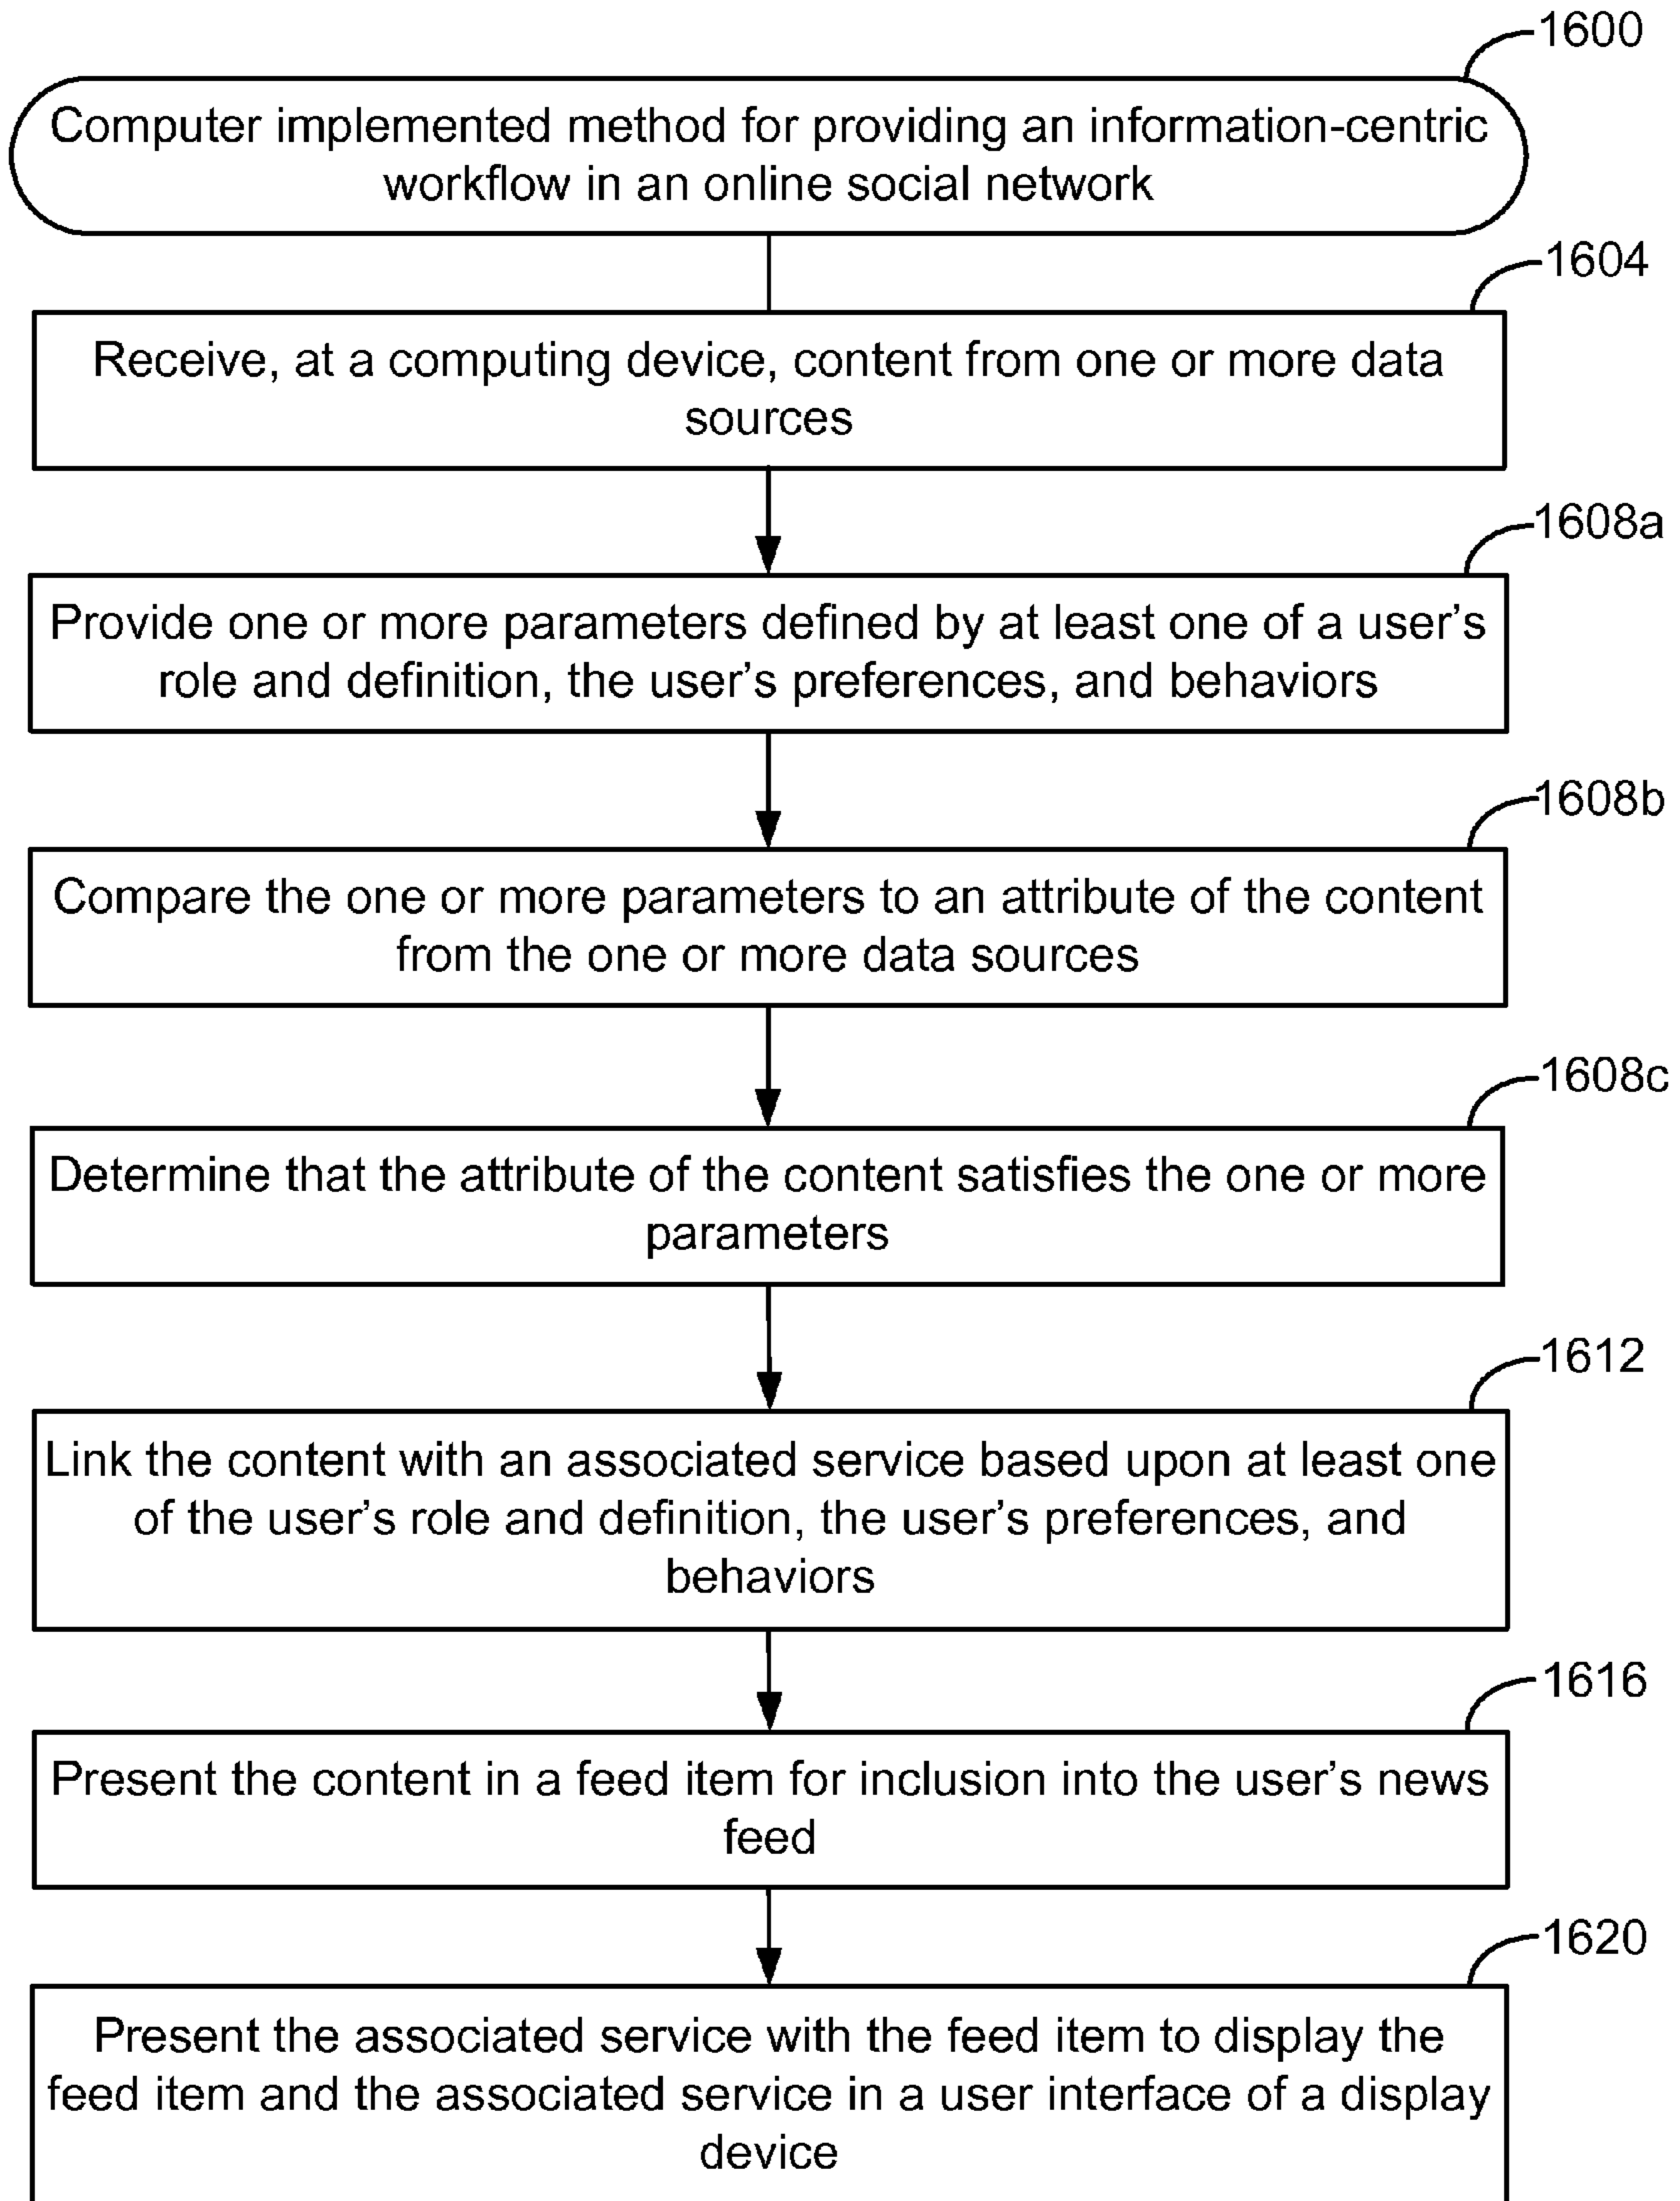 1600
Computer implemented method for providing an information-centric
workflow in an online social network
1604
Receive, at a computing device, content from one or more data
sources
1608a
Provide one or more parameters defined by at least one of a user’s
role and definition, the user’s preferences, and behaviors
1608b
Compare the one or more parameters to an attribute of the content
from the one or more data sources
1608c
Determine that the attribute of the content satisfies the one or more
parameters
1612
Link the content with an associated service based upon at least one
of the user’s role and definition, the user’s preferences, and
behaviors
1616
Present the content in a feed item for inclusion into the user’s news
feed
1620
Present the associated service with the feed item to display the
feed item and the associated service in a user interface of a display
device